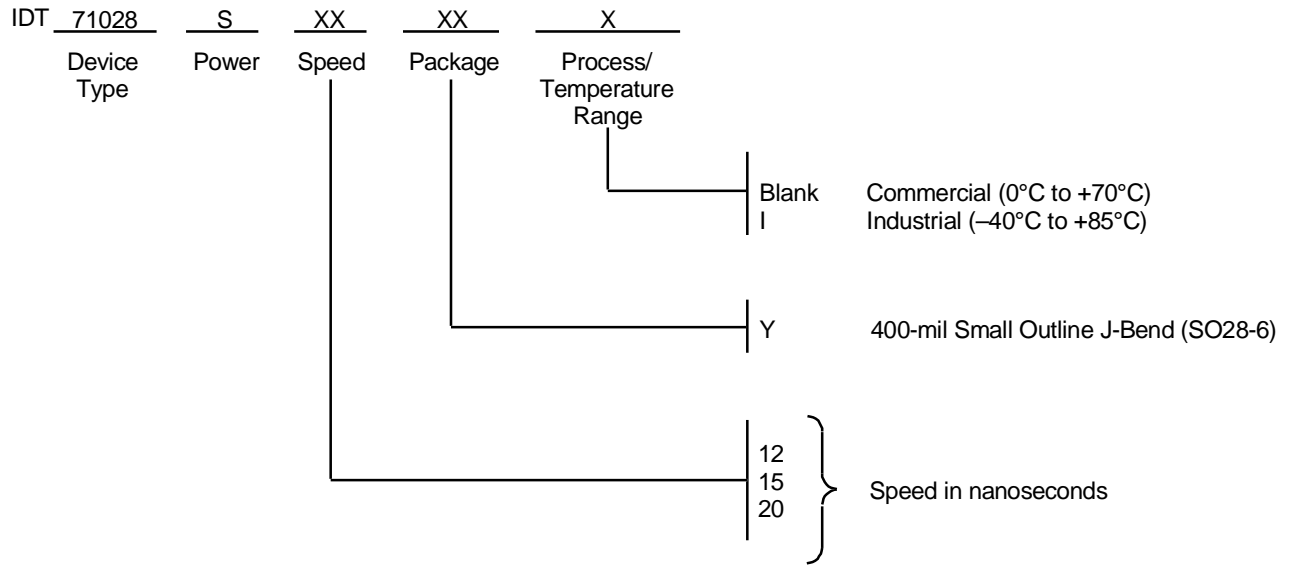 IDT 71028 S XX XX X
Device Type Power Speed Package Process/ Temperature Range
Blank Commercial (0°C to +70°C)
I Industrial (–40°C to +85°C)
Y 400-mil Small Outline J-Bend (SO28-6)
12
15 Speed in nanoseconds
20